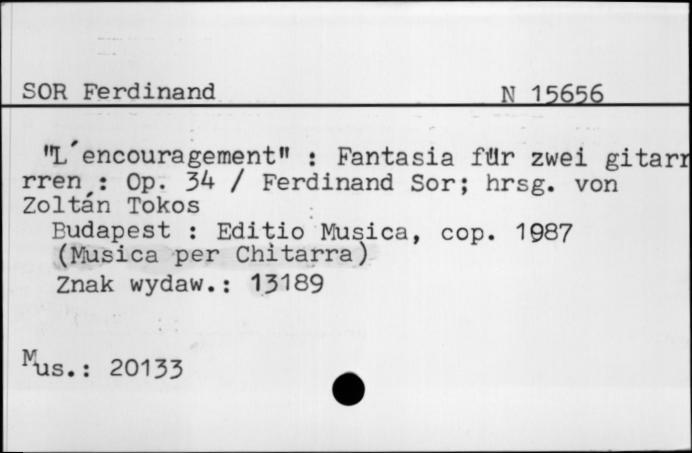 SOR Ferdinand N 15656
"L´encouragement" : Fantasia für zwei gitarr
rren : Op. 34 / Ferdinand Sor; hrsg. von
Zoltán Tokos
Budapest : Editio Musica, cop. 1987
(Musica per Chitarra)
Znak wydaw.: 13189
Mus.: 20133